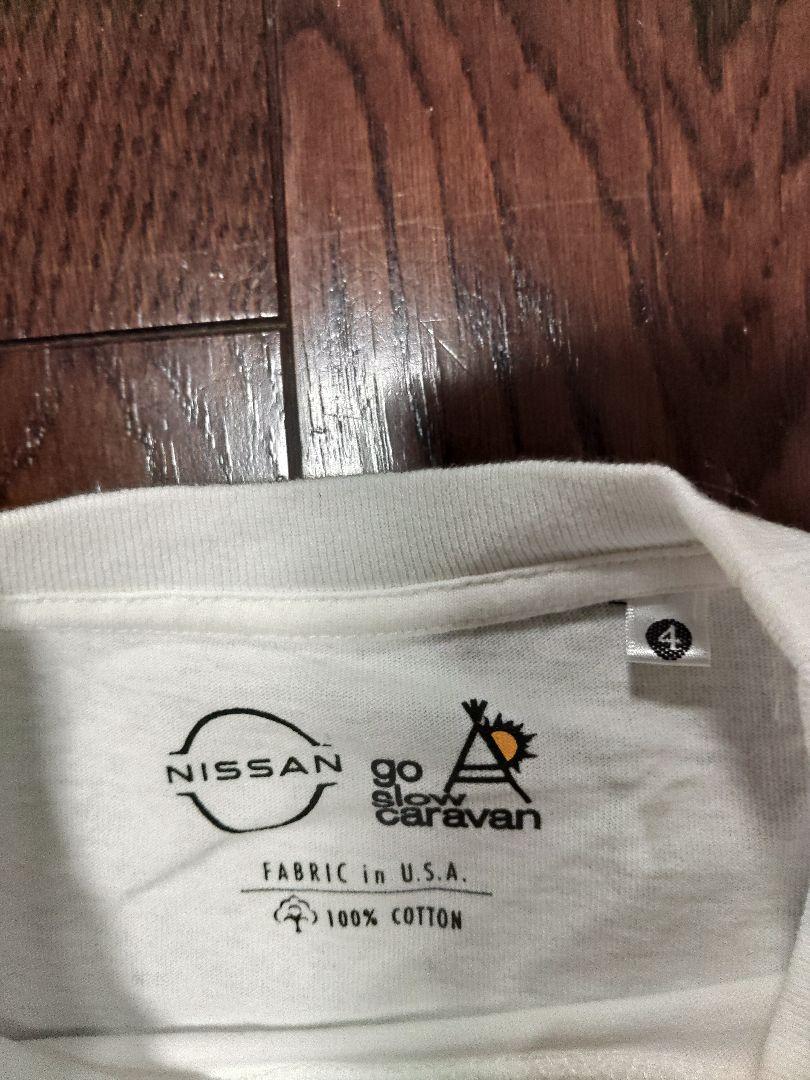 4
NISSAN
go
slow
caravan
FABRIC in U.S.A.
100% COTTON